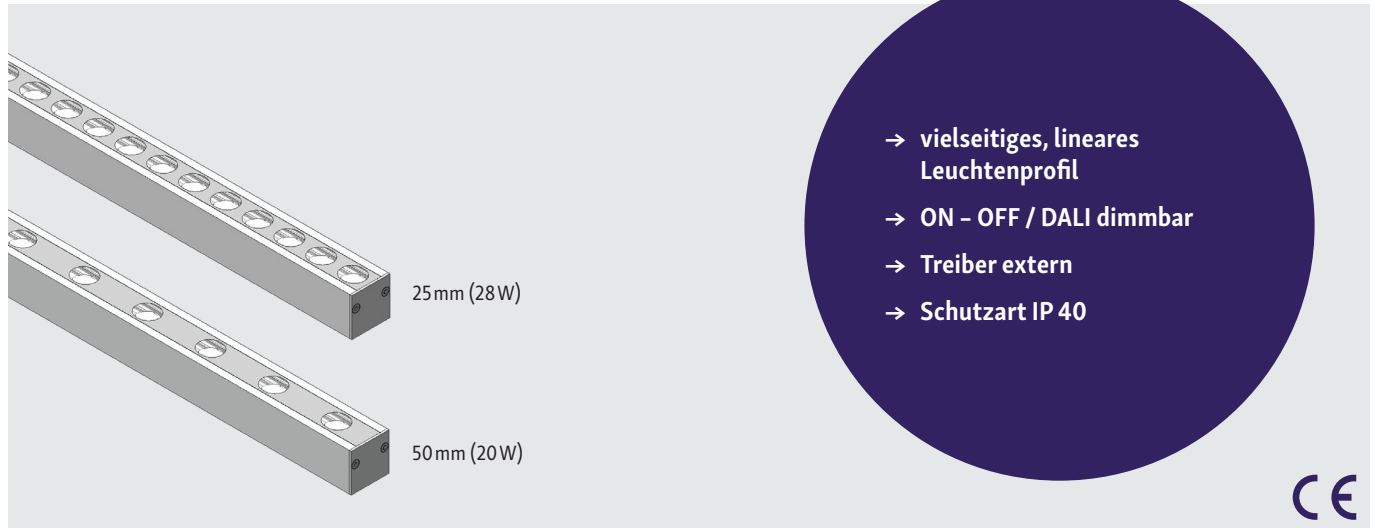 25 mm (28 W)
50 mm (20 W)
→ vielseitiges, lineares
Leuchtenprofil
→ ON – OFF / DALI dimmbar
→ Treiber extern
→ Schutzart IP 40
CE